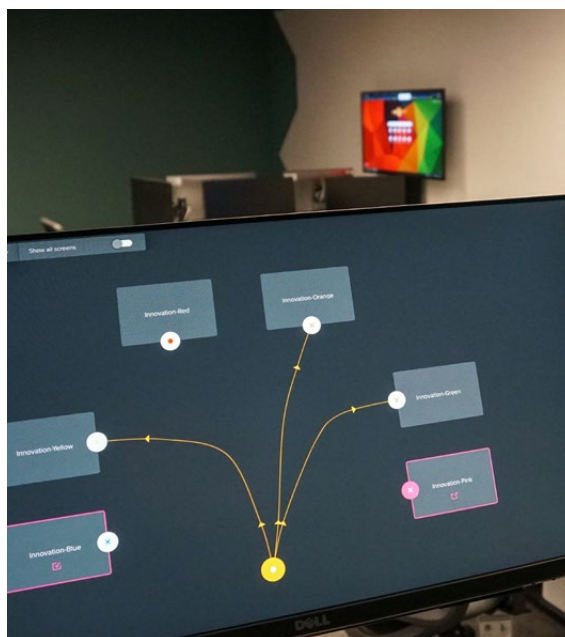 Show all screens
Innovation-Red
Innovation-Orange
Innovation-Yellow
Innovation-Green
Innovation-Pink
Innovation-Blue
DELL